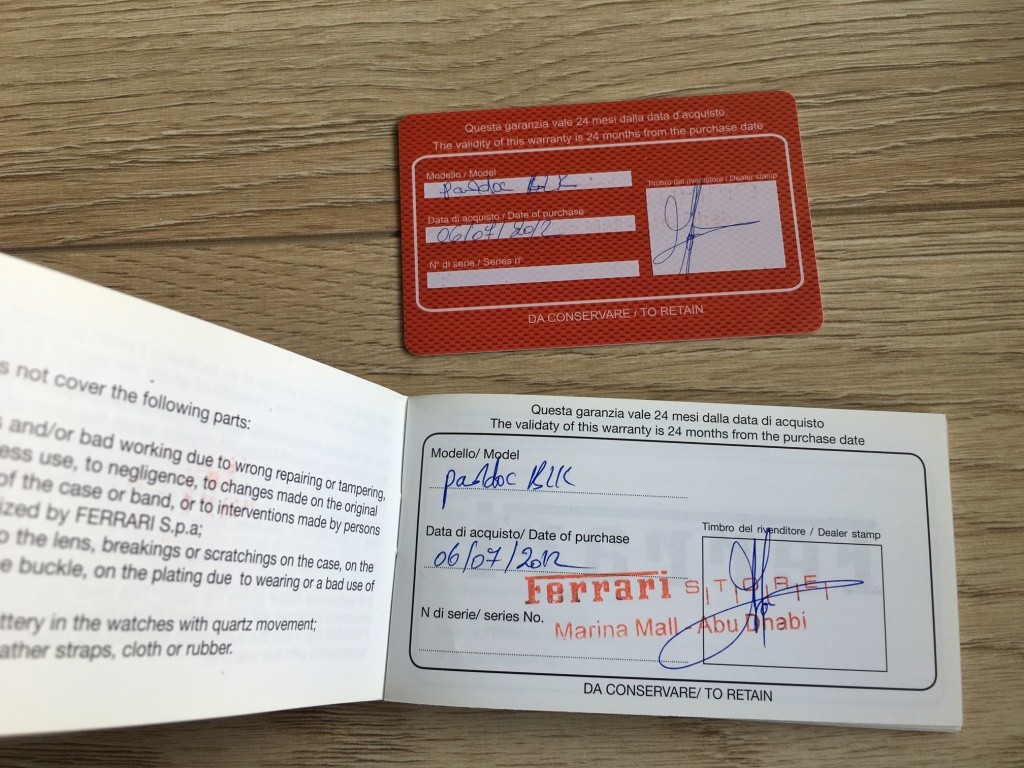 Questa garanzia vale 24 mesi dalla data d'acquisto.
The validity of this warranty is 24 months from the purchase date
Modello / Model
paddoc BLK
Timbro del rivenditore / Dealer stamp
Data di acquisto / Date of purchase
06/07/2012
N° di serie / Series n°
DA CONSERVARE / TO RETAIN
s not cover the following parts:
s and/or bad working due to wrong repairing or tampering,
ess use, to negligence, to changes made on the original
of the case or band, or to interventions made by persons
ized by FERRARI S.p.a;
o the lens, breakings or scratchings on the case, on the
e buckle, on the plating due to wearing or a bad use of
ttery in the watches with quartz movement;
ather straps, cloth or rubber.
Questa garanzia vale 24 mesi dalla data di acquisto
The validaty of this warranty is 24 months from the purchase date
Modello/ Model
paddoc BLK
Data di acquisto/ Date of purchase
06/07/2012
Timbro del rivenditore / Dealer stamp
Ferrari STORE
N di serie/ series No.
Marina Mall - Abu Dhabi
DA CONSERVARE/ TO RETAIN